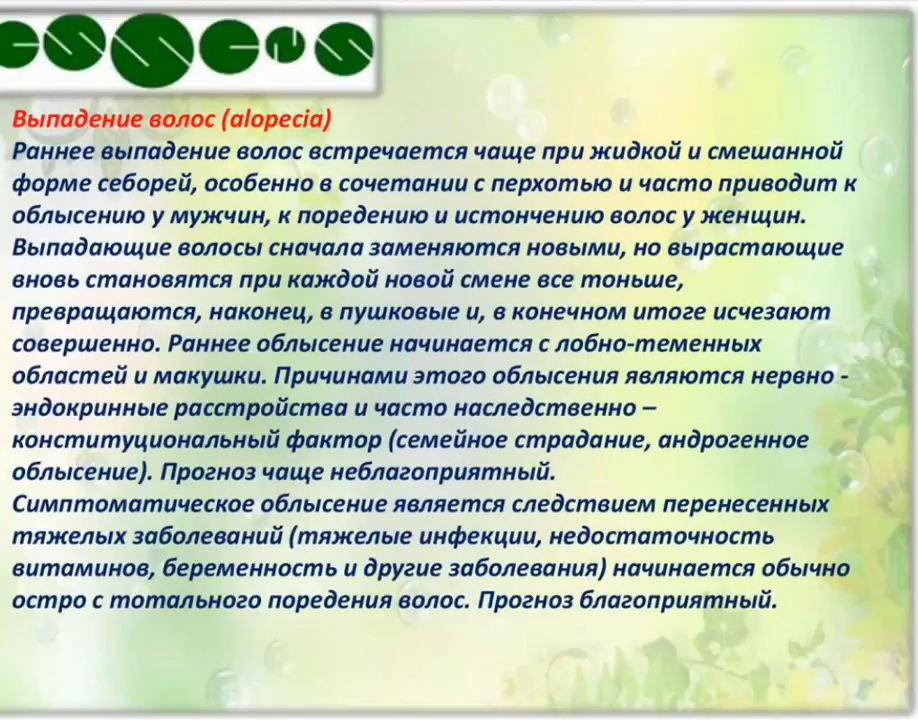 Выпадение волос (alopecia)
Раннее выпадение волос встречается чаще при жидкой и смешанной
форме себорей, особенно в сочетании с перхотью и часто приводит к
облысению у мужчин, к поредению и истончению волос у женщин.
Выпадающие волосы сначала заменяются новыми, но вырастающие
вновь становятся при каждой новой смене все тоньше,
превращаются, наконец, в пушковые и, в конечном итоге исчезают
совершенно. Раннее облысение начинается с лобно-теменных
областей и макушки. Причинами этого облысения являются нервно -
эндокринные расстройства и часто наследственно –
конституциональный фактор (семейное страдание, андрогенное
облысение). Прогноз чаще неблагоприятный.
Симптоматическое облысение является следствием перенесенных
тяжелых заболеваний (тяжелые инфекции, недостаточность
витаминов, беременность и другие заболевания) начинается обычно
остро с тотального поредения волос. Прогноз благоприятный.